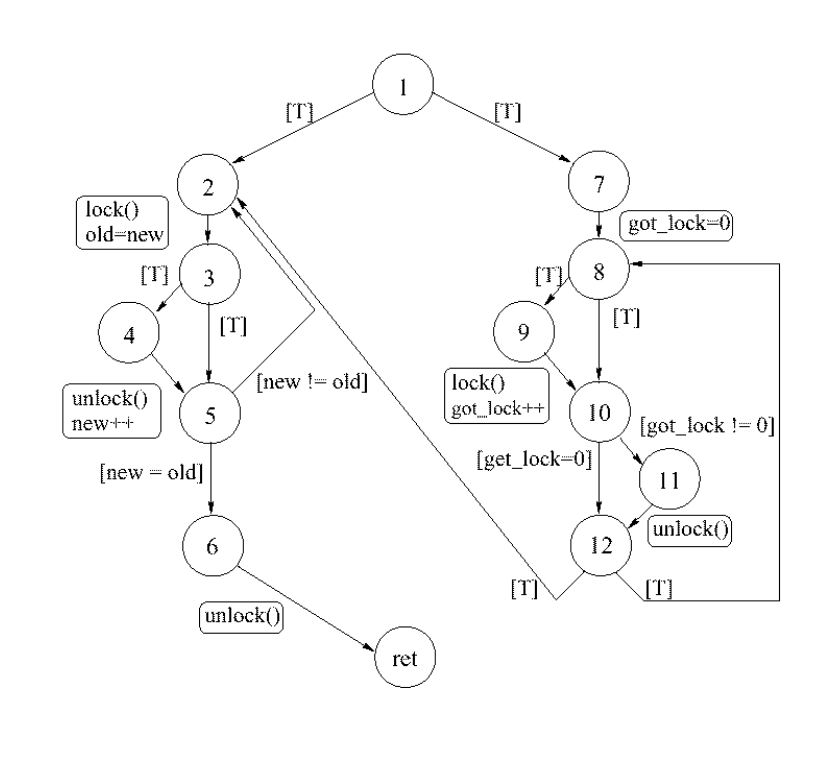 1
[T]
[T]
2
7
lock()
old=new
got_lock=0
3
8
[T]
[T]
4
[T]
9
[T]
[new != old]
unlock()
new++
lock()
got_lock++
5
10
[got_lock != 0]
[new = old]
[get_lock=0]
11
6
12
unlock()
[T]
[T]
unlock()
ret